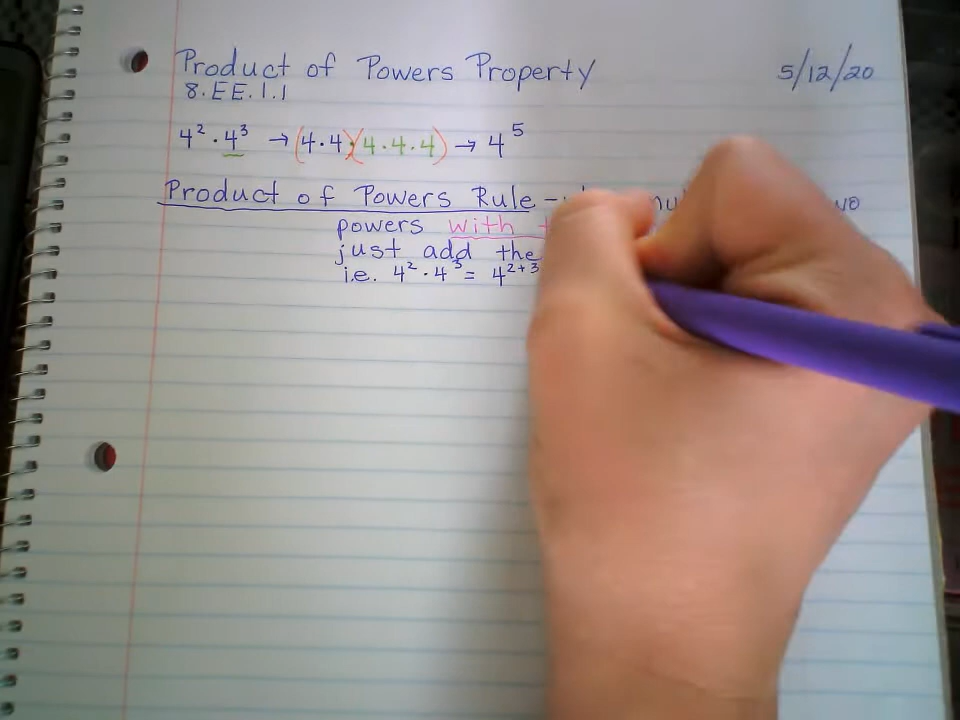 Product of Powers Property 5/12/20
8.EE.1.1
4² · 4³ → (4·4)·(4·4·4) → 4⁵
Product of Powers Rule -
powers with
just add the
i.e. 4² · 4³ = 4²⁺³